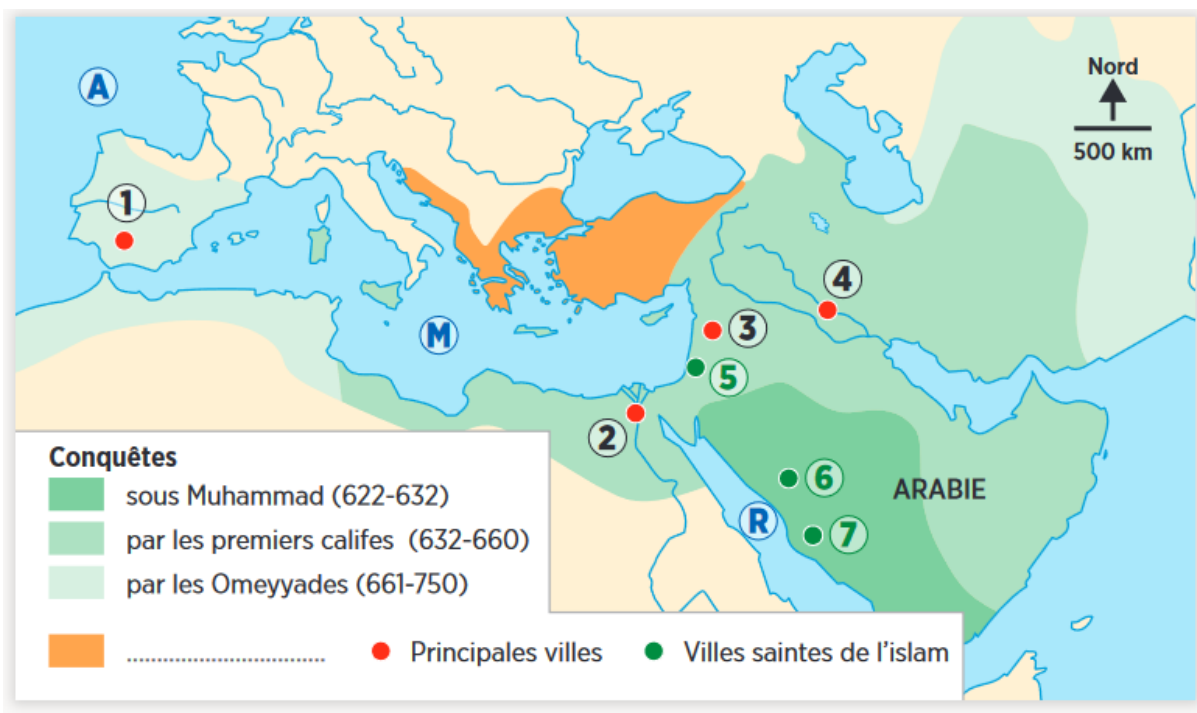 A
Nord
500 km
1
4
3
M
5
2
6
ARABIE
R
7
Conquêtes
sous Muhammad (622-632)
par les premiers califes (632-660)
par les Omeyyades (661-750)
................................
Principales villes
Villes saintes de l'islam